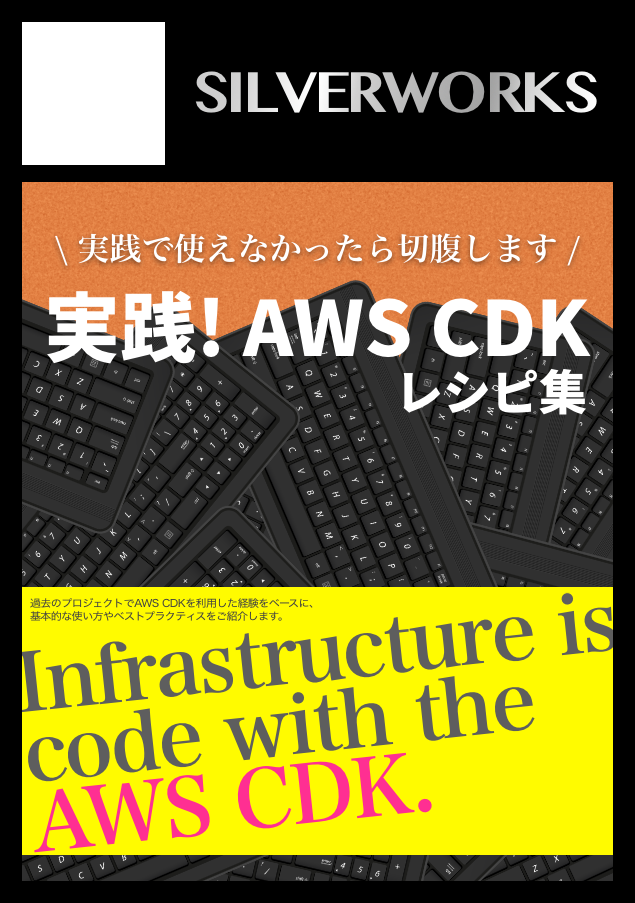 SILVERWORKS
\ 実践で使えなかったら切腹します /
実践! AWS CDK
レシピ集
過去のプロジェクトでAWS CDKを利用した経験をベースに、
基本的な使い方やベストプラクティスをご紹介します。
Infrastructure is
code with the
AWS CDK.